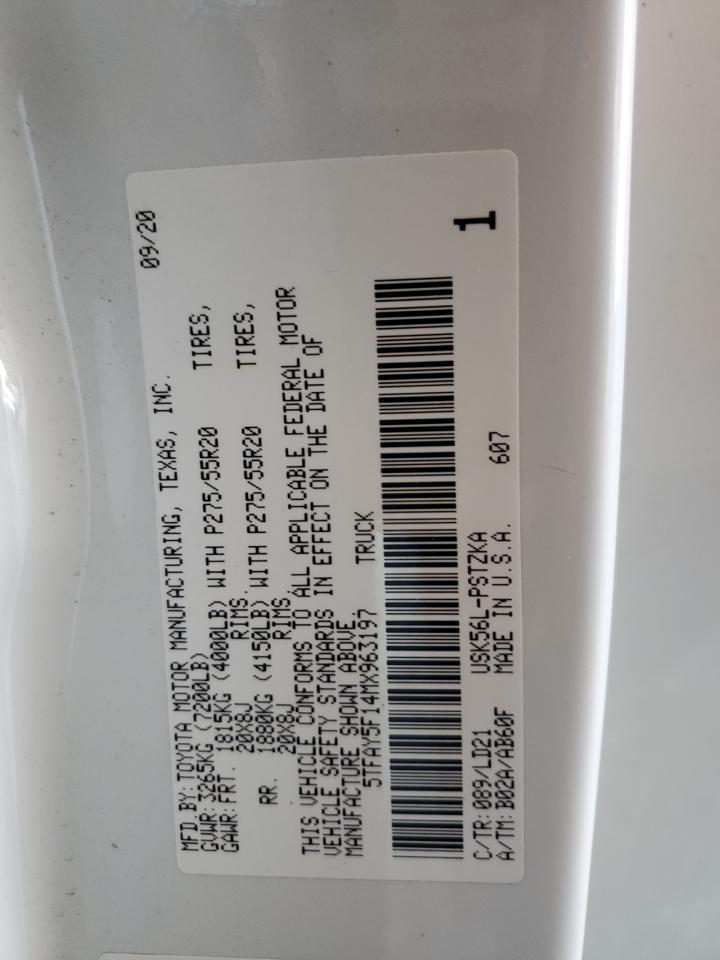 09/20
MFD. BY: TOYOTA MOTOR MANUFACTURING, TEXAS, INC.
GVWR: 3265KG (7200LB)
GAWR: FRT. 1815KG (4000LB) WITH P275/55R20 TIRES,
20X8J RIMS.
RR. 1880KG (4150LB) WITH P275/55R20 TIRES,
20X8J RIMS.
THIS VEHICLE CONFORMS TO ALL APPLICABLE FEDERAL MOTOR
VEHICLE SAFETY STANDARDS IN EFFECT ON THE DATE OF
MANUFACTURE SHOWN ABOVE.
5TFAY5F14MX963197 TRUCK
1
C/TR: 089/LD21 USK56L-PSTZKA
A/TM: B02A/AB60F MADE IN U.S.A. 607